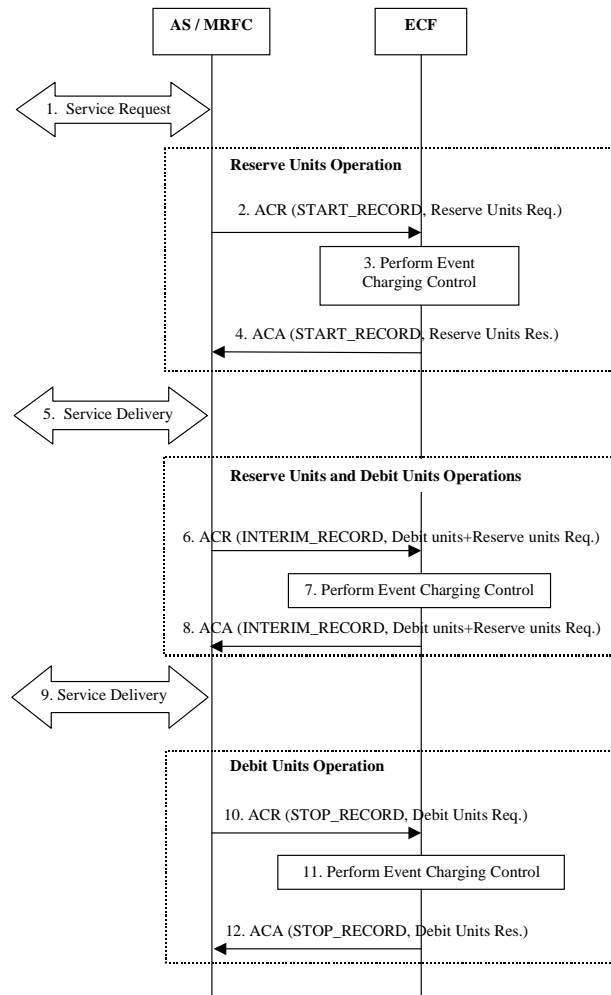 AS / MRFC
ECF
1. Service Request
Reserve Units Operation
2. ACR (START_RECORD, Reserve Units Req.)
3. Perform Event
Charging Control
4. ACA (START_RECORD, Reserve Units Res.)
5. Service Delivery
Reserve Units and Debit Units Operations
6. ACR (INTERIM_RECORD, Debit units+Reserve units Req.)
7. Perform Event Charging Control
8. ACA (INTERIM_RECORD, Debit units+Reserve units Req.)
9. Service Delivery
Debit Units Operation
10. ACR (STOP_RECORD, Debit Units Req.)
11. Perform Event Charging Control
12. ACA (STOP_RECORD, Debit Units Res.)